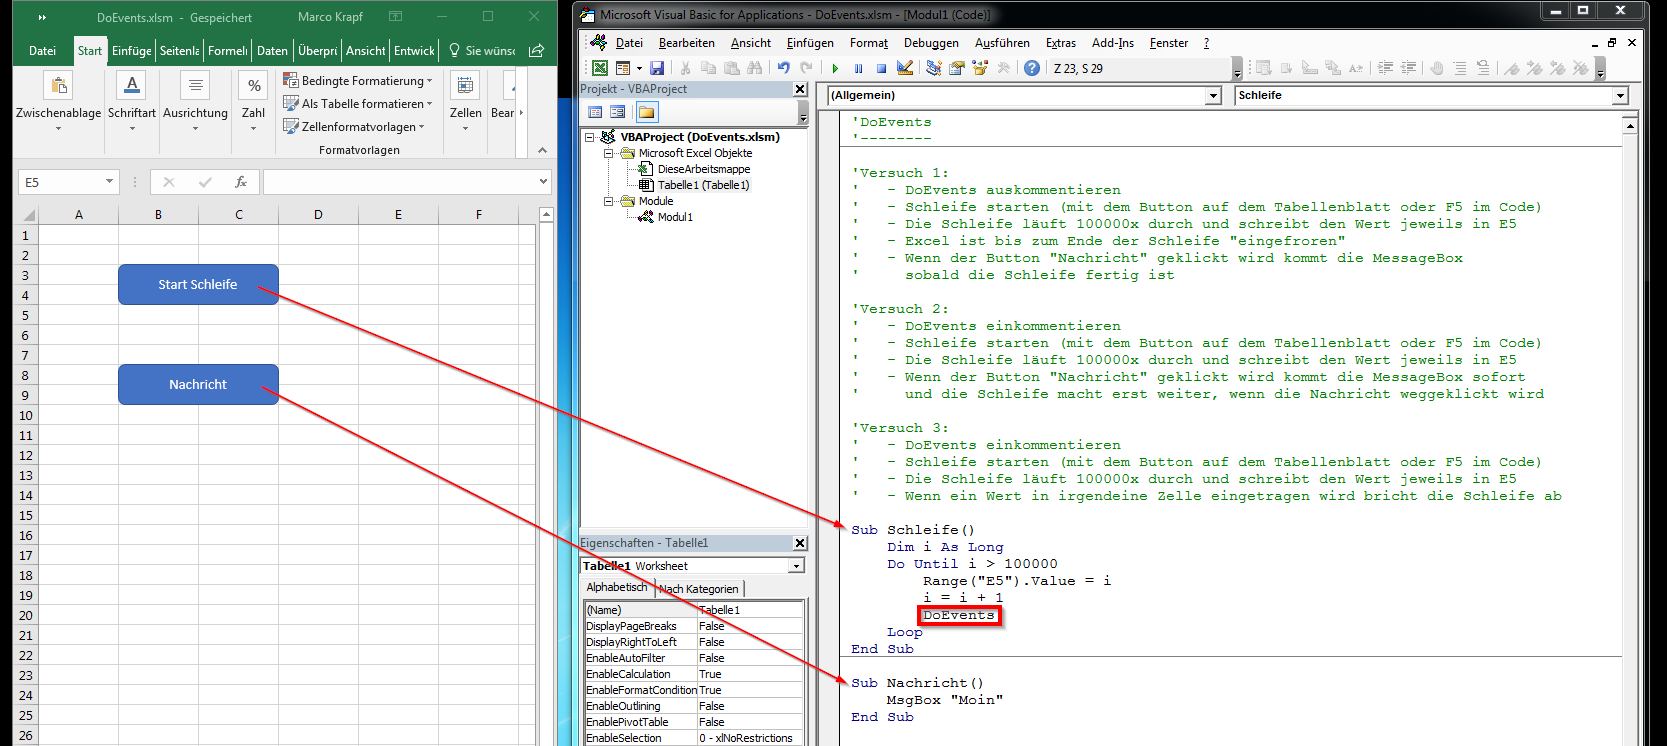 DoEvents.xlsm - Gespeichert
Marco Krapf
Datei Start Einfüge Seitenla Formeln Daten Überprü Ansicht Entwick Sie wünsc
Zwischenablage
Schriftart
Ausrichtung
%
Zahl
Bedingte Formatierung
Als Tabelle formatieren
Zellenformatvorlagen
Formatvorlagen
Zellen
Bear
E5
fx
A B C D E F
1
2
3
4
5
6
7
8
9
10
11
12
13
14
15
16
17
18
19
20
21
22
23
24
25
26
Start Schleife
Nachricht
Microsoft Visual Basic for Applications - DoEvents.xlsm - [Modul1 (Code)]
Datei Bearbeiten Ansicht Einfügen Format Debuggen Ausführen Extras Add-Ins Fenster ?
Z 23, S 29
Projekt - VBAProject
VBAProject (DoEvents.xlsm)
Microsoft Excel Objekte
DieseArbeitsmappe
Tabelle1 (Tabelle1)
Module
Modul1
Eigenschaften - Tabelle1
Tabelle1 Worksheet
Alphabetisch Nach Kategorien
(Name) Tabelle1
DisplayPageBreaks False
DisplayRightToLeft False
EnableAutoFilter False
EnableCalculation True
EnableFormatCondition True
EnableOutlining False
EnablePivotTable False
EnableSelection 0 - xlNoRestrictions
(Allgemein)
Schleife
'DoEvents
'--------
'Versuch 1:
' - DoEvents auskommentieren
' - Schleife starten (mit dem Button auf dem Tabellenblatt oder F5 im Code)
' - Die Schleife läuft 100000x durch und schreibt den Wert jeweils in E5
' - Excel ist bis zum Ende der Schleife "eingefroren"
' - Wenn der Button "Nachricht" geklickt wird kommt die MessageBox
' sobald die Schleife fertig ist
'Versuch 2:
' - DoEvents einkommentieren
' - Schleife starten (mit dem Button auf dem Tabellenblatt oder F5 im Code)
' - Die Schleife läuft 100000x durch und schreibt den Wert jeweils in E5
' - Wenn der Button "Nachricht" geklickt wird kommt die MessageBox sofort
' und die Schleife macht erst weiter, wenn die Nachricht weggeklickt wird
'Versuch 3:
' - DoEvents einkommentieren
' - Schleife starten (mit dem Button auf dem Tabellenblatt oder F5 im Code)
' - Die Schleife läuft 100000x durch und schreibt den Wert jeweils in E5
' - Wenn ein Wert in irgendeine Zelle eingetragen wird bricht die Schleife ab
Sub Schleife()
Dim i As Long
Do Until i > 100000
Range("E5").Value = i
i = i + 1
DoEvents
Loop
End Sub
Sub Nachricht()
MsgBox "Moin"
End Sub